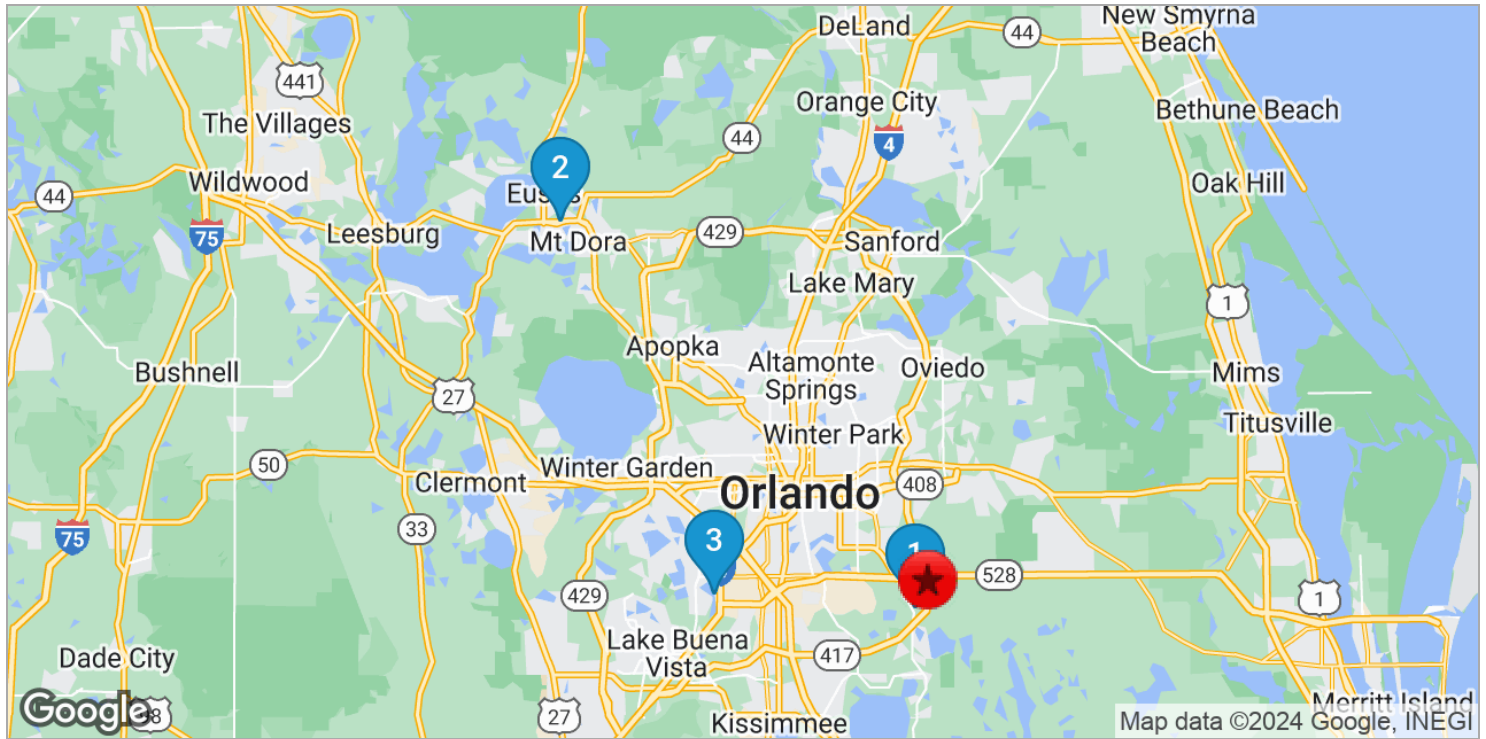 DeLand
44
New Smyrna
Beach
441
Orange City
Bethune Beach
The Villages
44
4
2
Wildwood
44
Oak Hill
75
Leesburg
Mt Dora
429
Sanford
Lake Mary
1
Apopka
Altamonte
Springs
Oviedo
Bushnell
Mims
27
Titusville
Winter Park
50
Winter Garden
Clermont
Orlando
408
33
75
3
1
528
429
1
Lake Buena
Vista
417
Dade City
Google
98
27
Kissimmee
Merritt Island
Map data ©2024 Google, INEGI